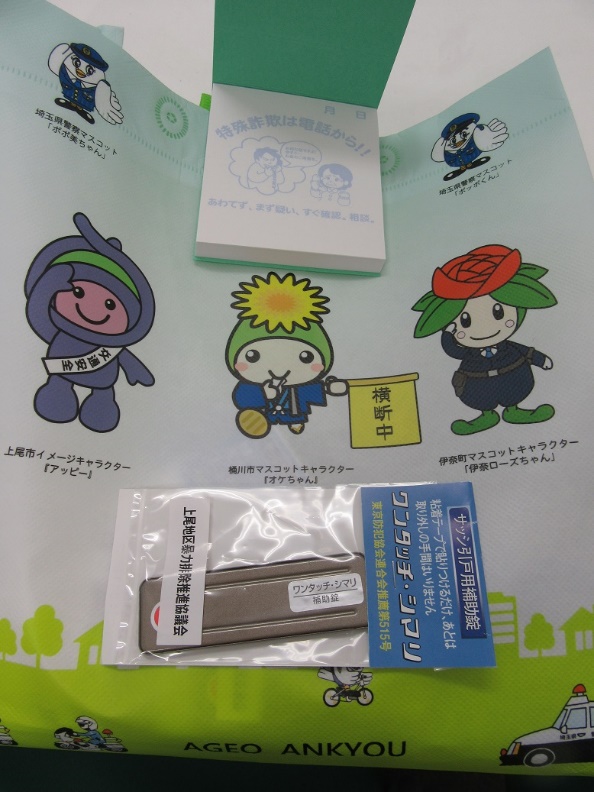 埼玉県警察マスコット
「ポポ美ちゃん」
月 日
特殊詐欺は電話から!!
あわてず、まず疑い、すぐ確認、相談。
埼玉県警察マスコット
「ポッポくん」
交通安全
上尾市イメージキャラクター
『アッピー』
横断中
桶川市マスコットキャラクター
『オケちゃん』
伊奈町マスコットキャラクター
「伊奈ローズちゃん」
サッシ引戸用補助錠
粘着テープで貼りつけるだけ、あとは
取り外しの手間はいりません
ワンタッチ・シマリ
東京防犯協会連合会推薦第515号
ワンタッチ・シマリ
補助錠
上尾地区暴力排除推進協議会
AGEO ANKYOU